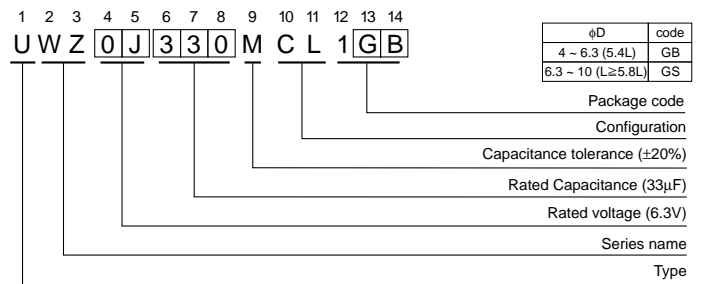 1 2 3 4 5 6 7 8 9 10 11 12 13 14
U W Z 0 J 3 3 0 M C L 1 G B
φD code
4 ~ 6.3 (5.4L) GB
6.3 ~ 10 (L≧5.8L) GS
Package code
Configuration
Capacitance tolerance (±20%)
Rated Capacitance (33μF)
Rated voltage (6.3V)
Series name
Type